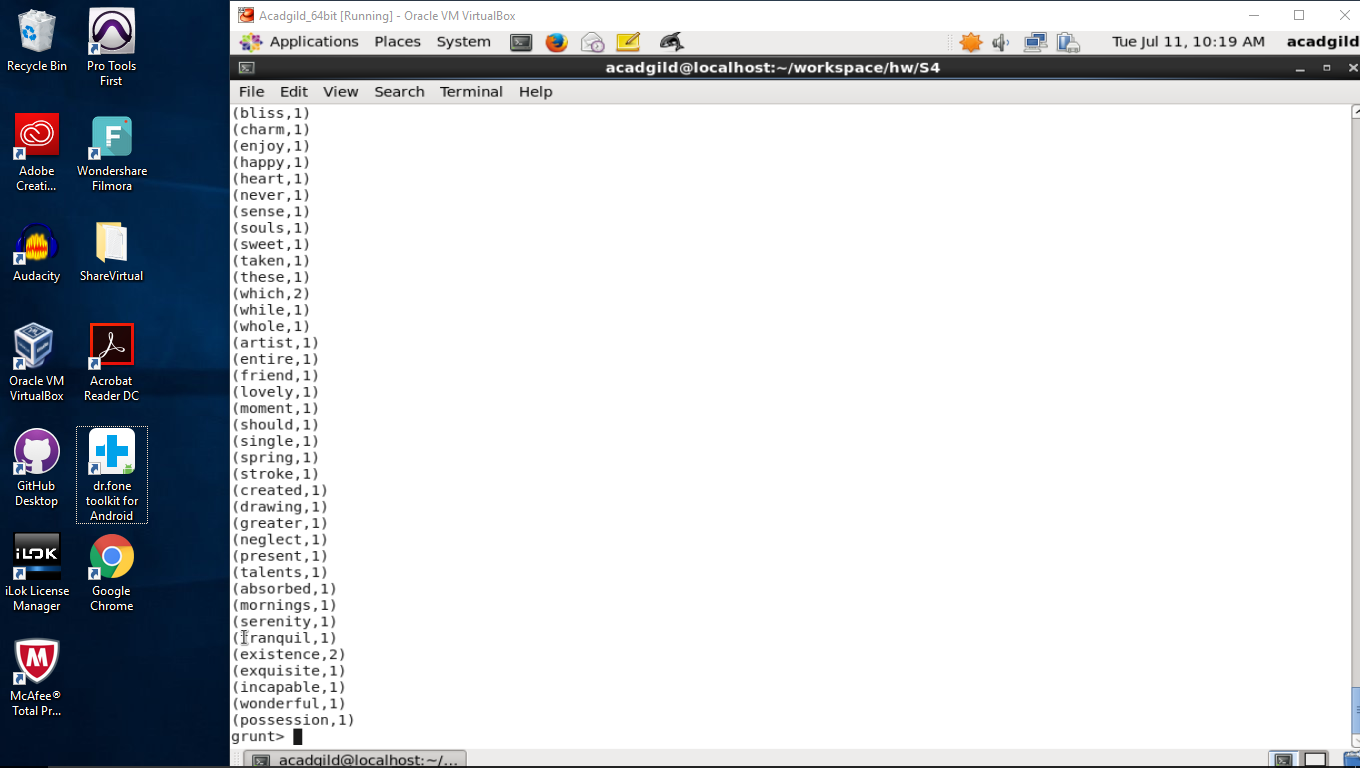 Recycle Bin
Pro Tools
First
Adobe
Creati...
Wondershare
Filmora
Audacity
ShareVirtual
Oracle VM
VirtualBox
Acrobat
Reader DC
GitHub
Desktop
dr.fone
toolkit for
Android
iLOK
iLok License
Manager
Google
Chrome
McAfee®
Total Pr...
Acadgild_64bit [Running] - Oracle VM VirtualBox
Applications Places System Tue Jul 11, 10:19 AM acadgild
acadgild@localhost:~/workspace/hw/S4
File Edit View Search Terminal Help
(bliss,1)
(charm,1)
(enjoy,1)
(happy,1)
(heart,1)
(never,1)
(sense,1)
(souls,1)
(sweet,1)
(taken,1)
(these,1)
(which,2)
(while,1)
(whole,1)
(artist,1)
(entire,1)
(friend,1)
(lovely,1)
(moment,1)
(should,1)
(single,1)
(spring,1)
(stroke,1)
(created,1)
(drawing,1)
(greater,1)
(neglect,1)
(present,1)
(talents,1)
(absorbed,1)
(mornings,1)
(serenity,1)
(tranquil,1)
(existence,2)
(exquisite,1)
(incapable,1)
(wonderful,1)
(possession,1)
grunt>
acadgild@localhost:~/...